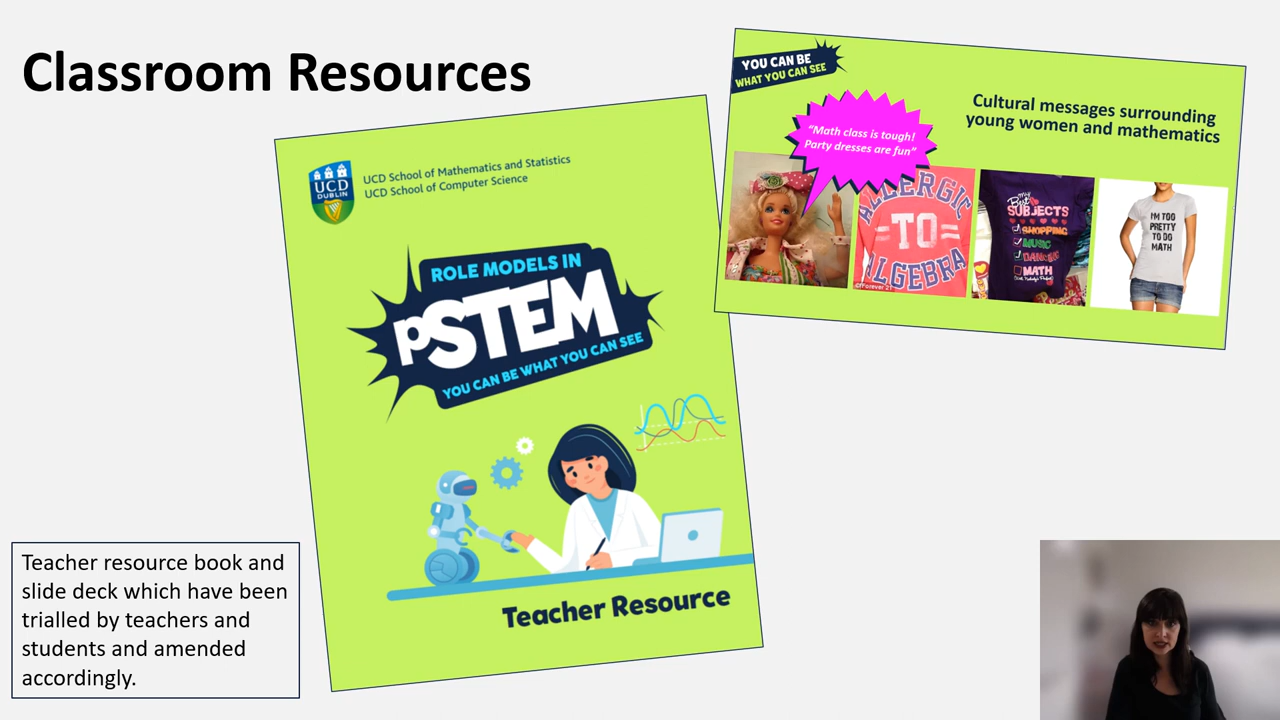 Classroom Resources
UCD
DUBLIN
UCD School of Mathematics and Statistics
UCD School of Computer Science
ROLE MODELS IN
pSTEM
YOU CAN BE WHAT YOU CAN SEE
Teacher Resource
YOU CAN BE
WHAT YOU CAN SEE
Cultural messages surrounding
young women and mathematics
"Math class is tough!
Party dresses are fun"
ALLERGIC
=TO=
ALGEBRA
©Forever 21
my
Best
SUBJECTS
SHOPPING
MUSIC
DANCING
MATH
I'M TOO
PRETTY
TO DO
MATH
Teacher resource book and
slide deck which have been
trialled by teachers and
students and amended
accordingly.